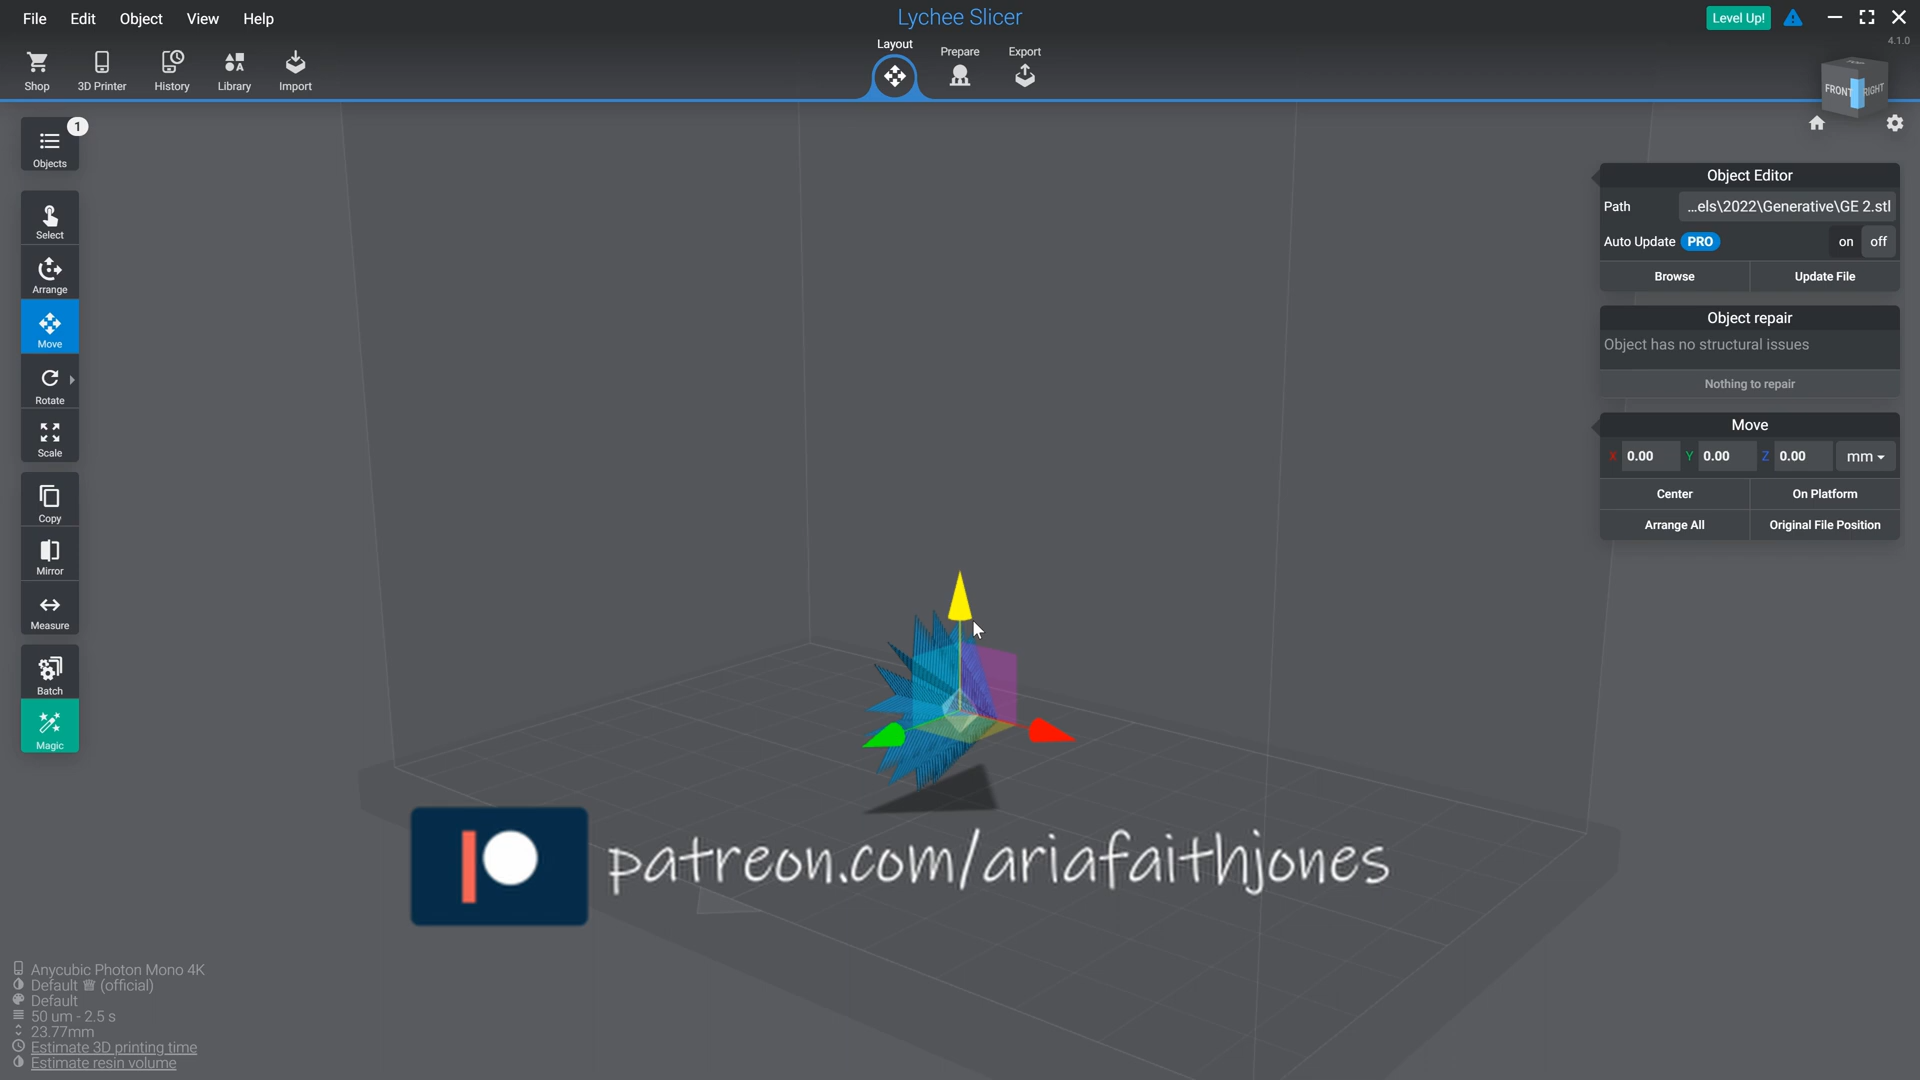 File Edit Object View Help
Lychee Slicer
Level Up!
4.1.0
Shop
3D Printer
History
Library
Import
Layout
Prepare
Export
TOP
FRONT
RIGHT
1
Objects
Select
Arrange
Move
Rotate
Scale
Copy
Mirror
Measure
Batch
Magic
Object Editor
Path ...els\2022\Generative\GE 2.stl
Auto Update PRO on off
Browse Update File
Object repair
Object has no structural issues
Nothing to repair
Move
X 0.00 Y 0.00 Z 0.00 mm
Center On Platform
Arrange All Original File Position
patreon.com/ariafaithjones
Anycubic Photon Mono 4K
Default (official)
Default
50 um - 2.5 s
23.77mm
Estimate 3D printing time
Estimate resin volume